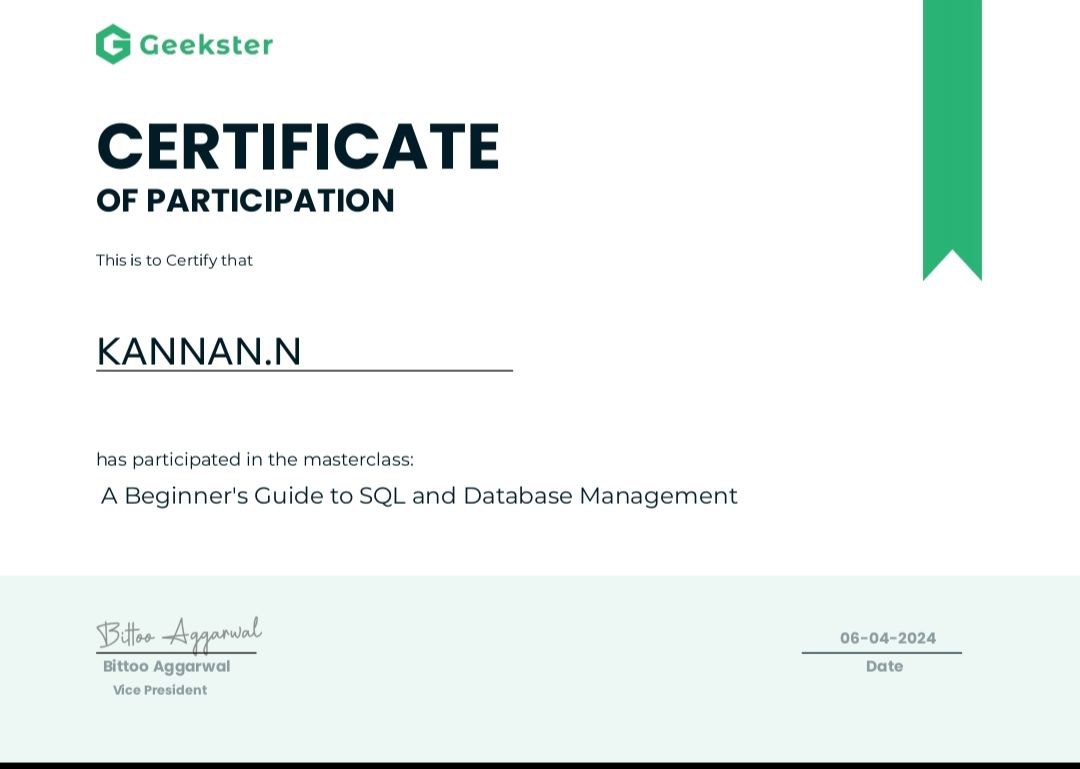 Geekster
CERTIFICATE
OF PARTICIPATION
This is to Certify that
KANNAN.N
has participated in the masterclass:
A Beginner's Guide to SQL and Database Management
Bittoo Aggarwal
Bittoo Aggarwal
Vice President
06-04-2024
Date